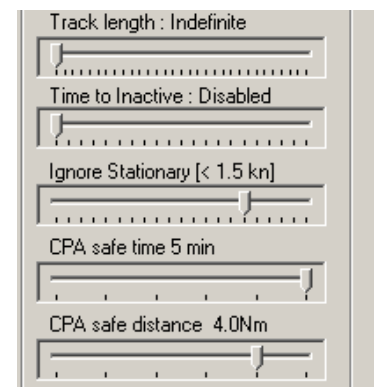 Track length : Indefinite
Time to Inactive : Disabled
Ignore Stationary [< 1.5 kn]
CPA safe time 5 min
CPA safe distance  4.0Nm